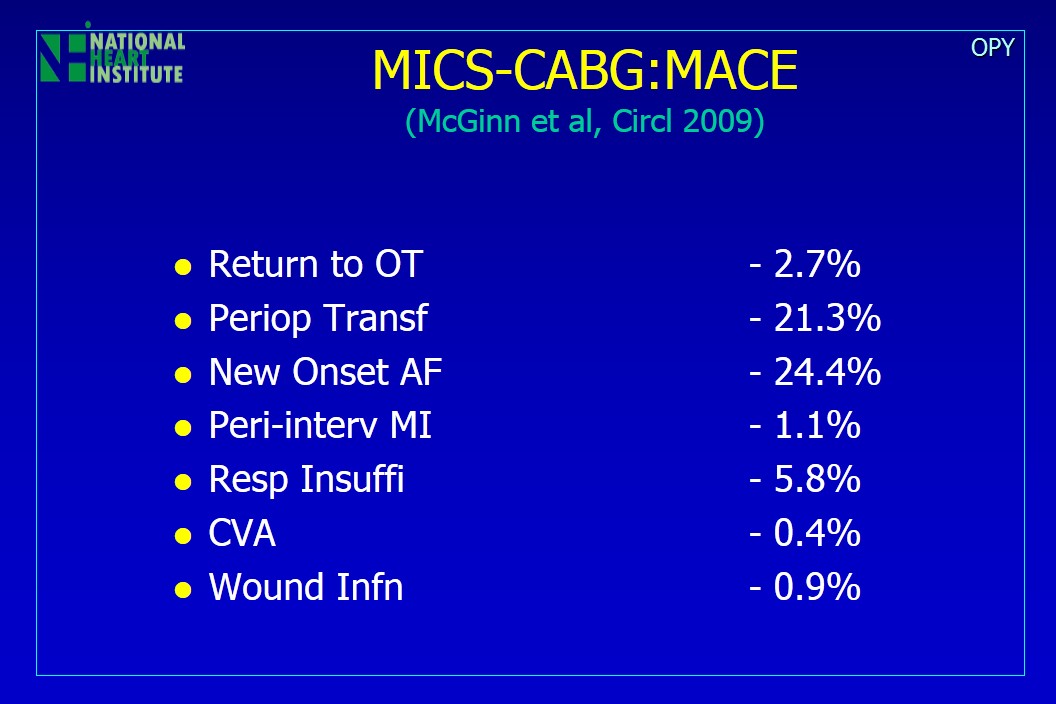 NATIONAL
HEART
INSTITUTE
OPY
MICS-CABG:MACE
(McGinn et al, Circl 2009)
● Return to OT - 2.7%
● Periop Transf - 21.3%
● New Onset AF - 24.4%
● Peri-interv MI - 1.1%
● Resp Insuffi - 5.8%
● CVA - 0.4%
● Wound Infn - 0.9%